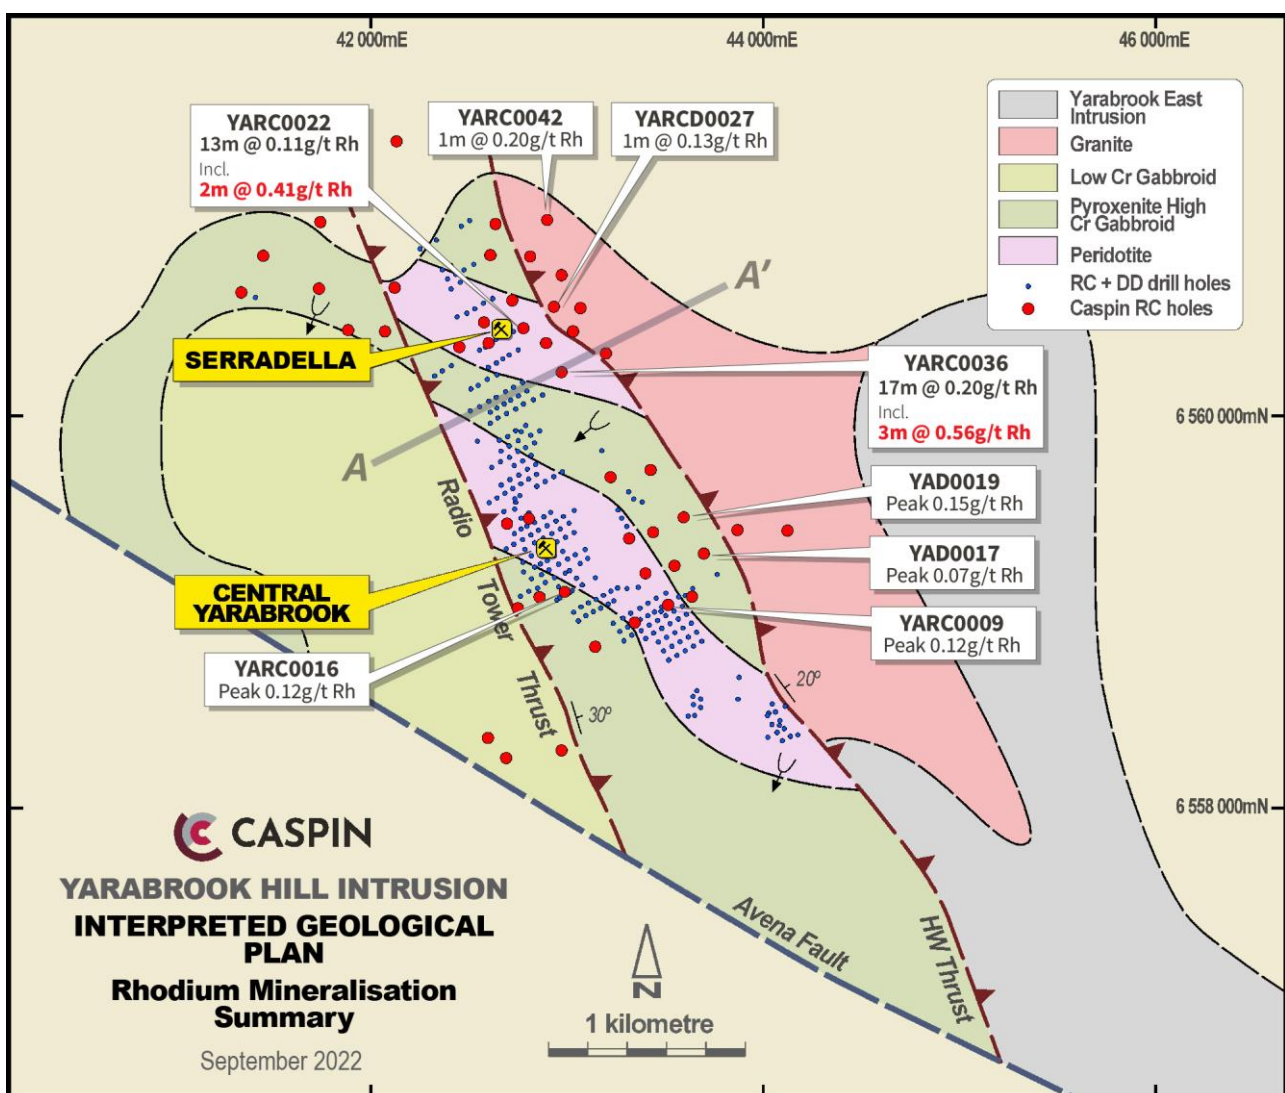 42 000mE
44 000mE
46 000mE
YARC0022
13m @ 0.11g/t Rh
Incl.
2m @ 0.41g/t Rh
YARC0042
1m @ 0.20g/t Rh
YARCD0027
1m @ 0.13g/t Rh
Yarabrook East
Intrusion
Granite
Low Cr Gabbroid
Pyroxenite High
Cr Gabbroid
Peridotite
RC + DD drill holes
Caspin RC holes
A'
SERRADELLA
YARC0036
17m @ 0.20g/t Rh
Incl.
3m @ 0.56g/t Rh
6 560 000mN
A
Radio
Tower
Thrust
YAD0019
Peak 0.15g/t Rh
YAD0017
Peak 0.07g/t Rh
CENTRAL
YARABROOK
YARC0009
Peak 0.12g/t Rh
YARC0016
Peak 0.12g/t Rh
20º
30º
6 558 000mN
CASPIN
YARABROOK HILL INTRUSION
INTERPRETED GEOLOGICAL
PLAN
Rhodium Mineralisation
Summary
September 2022
Avena Fault
HW Thrust
N
1 kilometre